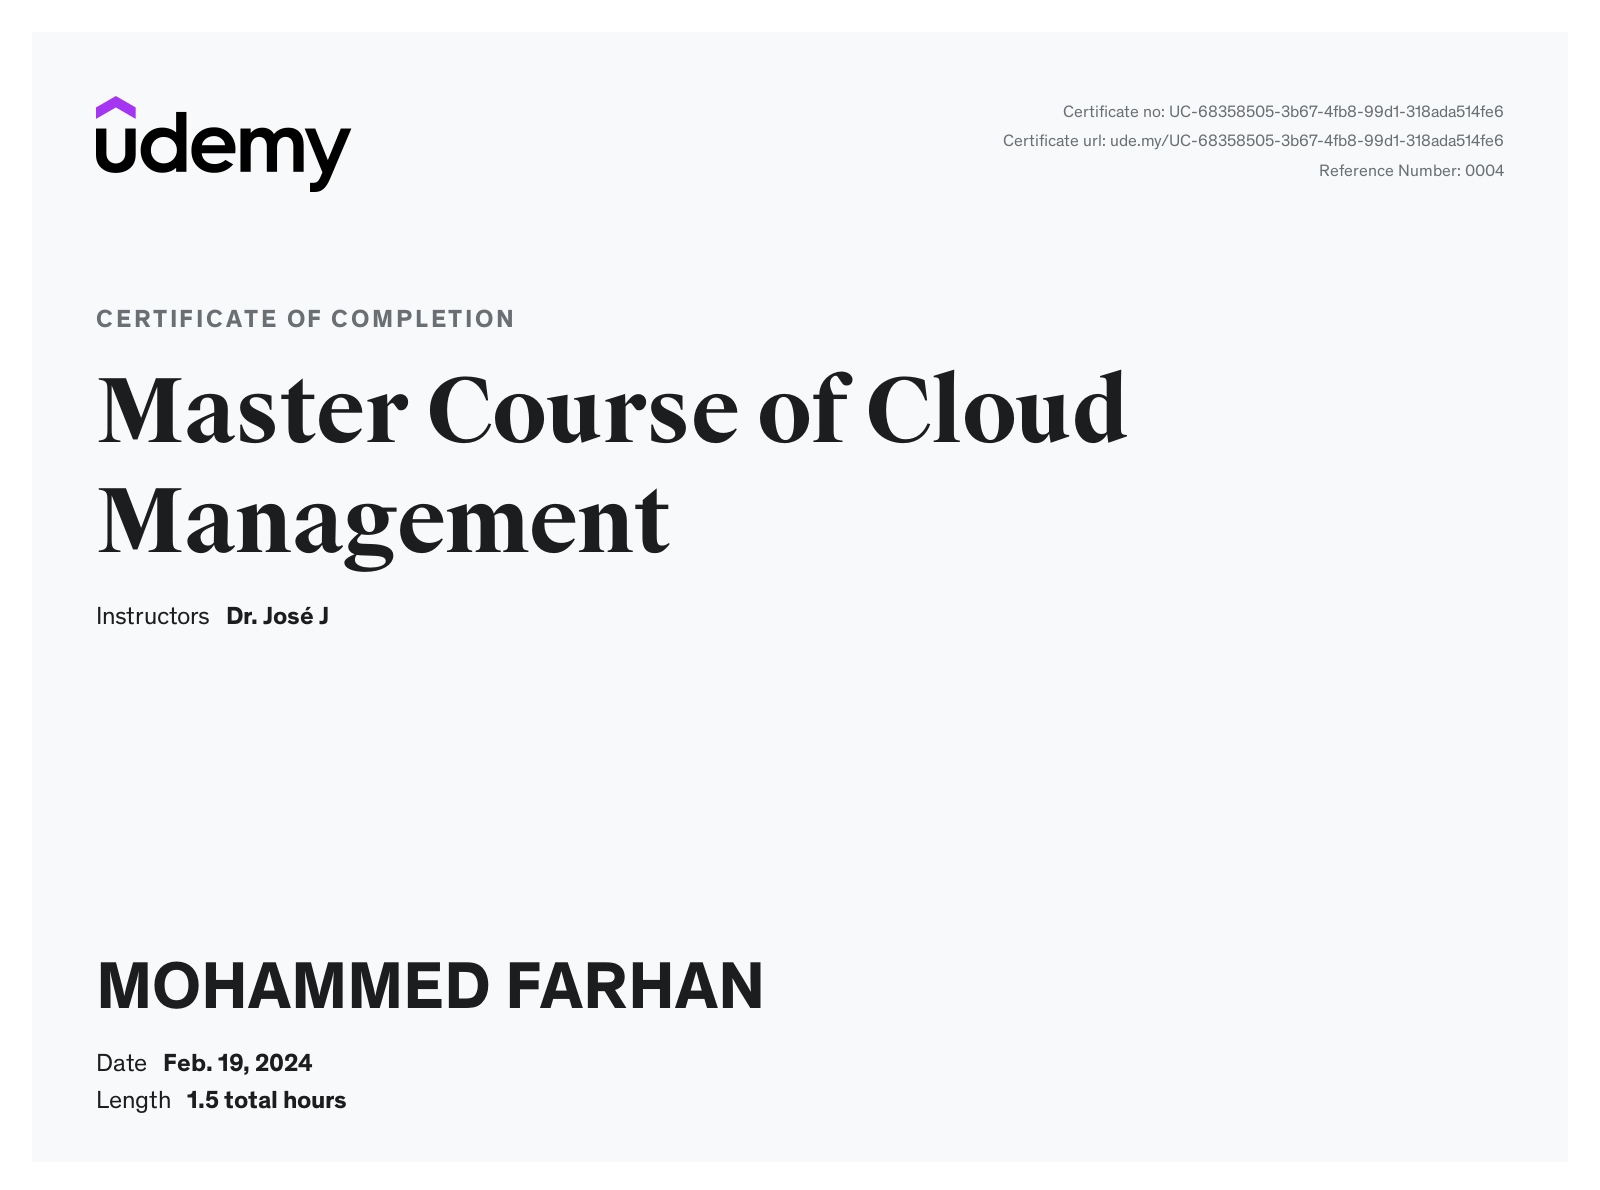 udemy
Certificate no: UC-68358505-3b67-4fb8-99d1-318ada514fe6
Certificate url: ude.my/UC-68358505-3b67-4fb8-99d1-318ada514fe6
Reference Number: 0004
CERTIFICATE OF COMPLETION
Master Course of Cloud
Management
Instructors Dr. José J
MOHAMMED FARHAN
Date Feb. 19, 2024
Length 1.5 total hours